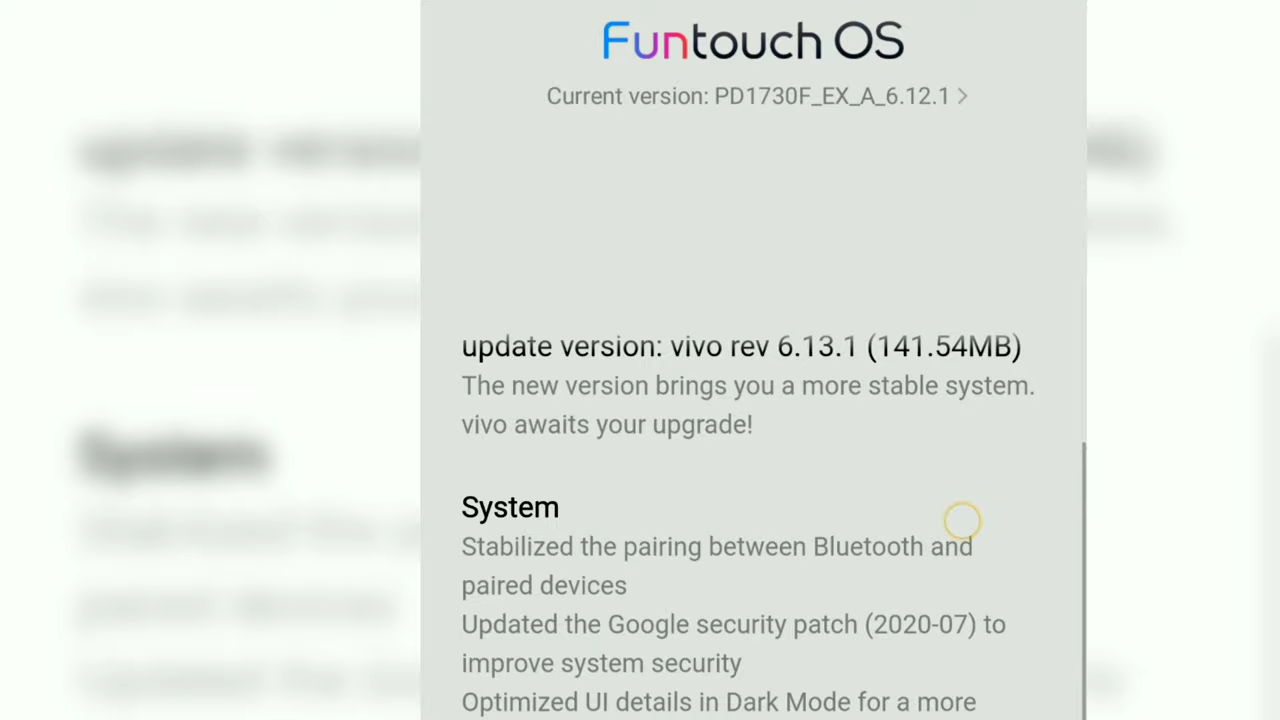 Funtouch OS
Current version: PD1730F_EX_A_6.12.1 >
update version: vivo rev 6.13.1 (141.54MB)
The new version brings you a more stable system.
vivo awaits your upgrade!
System
Stabilized the pairing between Bluetooth and
paired devices
Updated the Google security patch (2020-07) to
improve system security
Optimized UI details in Dark Mode for a more